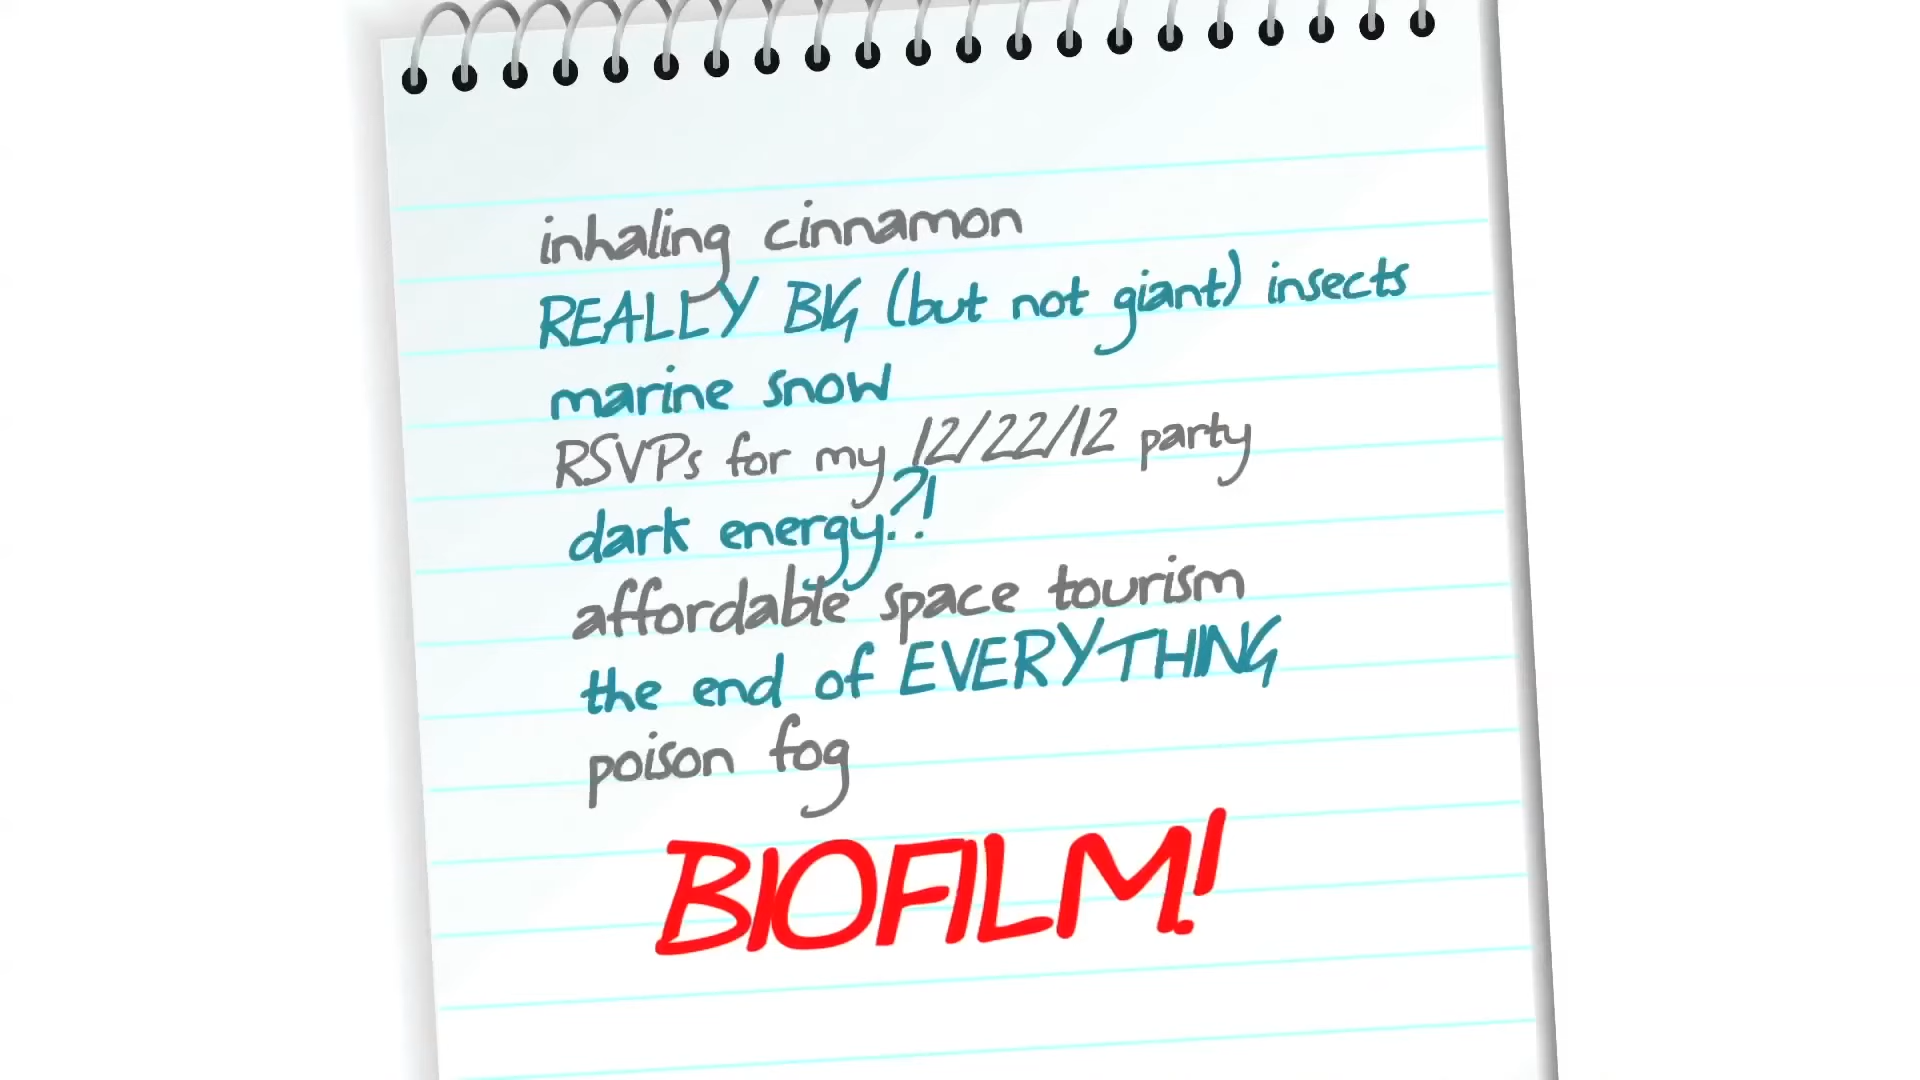 inhaling cinnamon
REALLY BIG (but not giant) insects
marine snow
RSVPs for my 12/22/12 party
dark energy?!
affordable space tourism
the end of EVERYTHING
poison fog
BIOFILM!